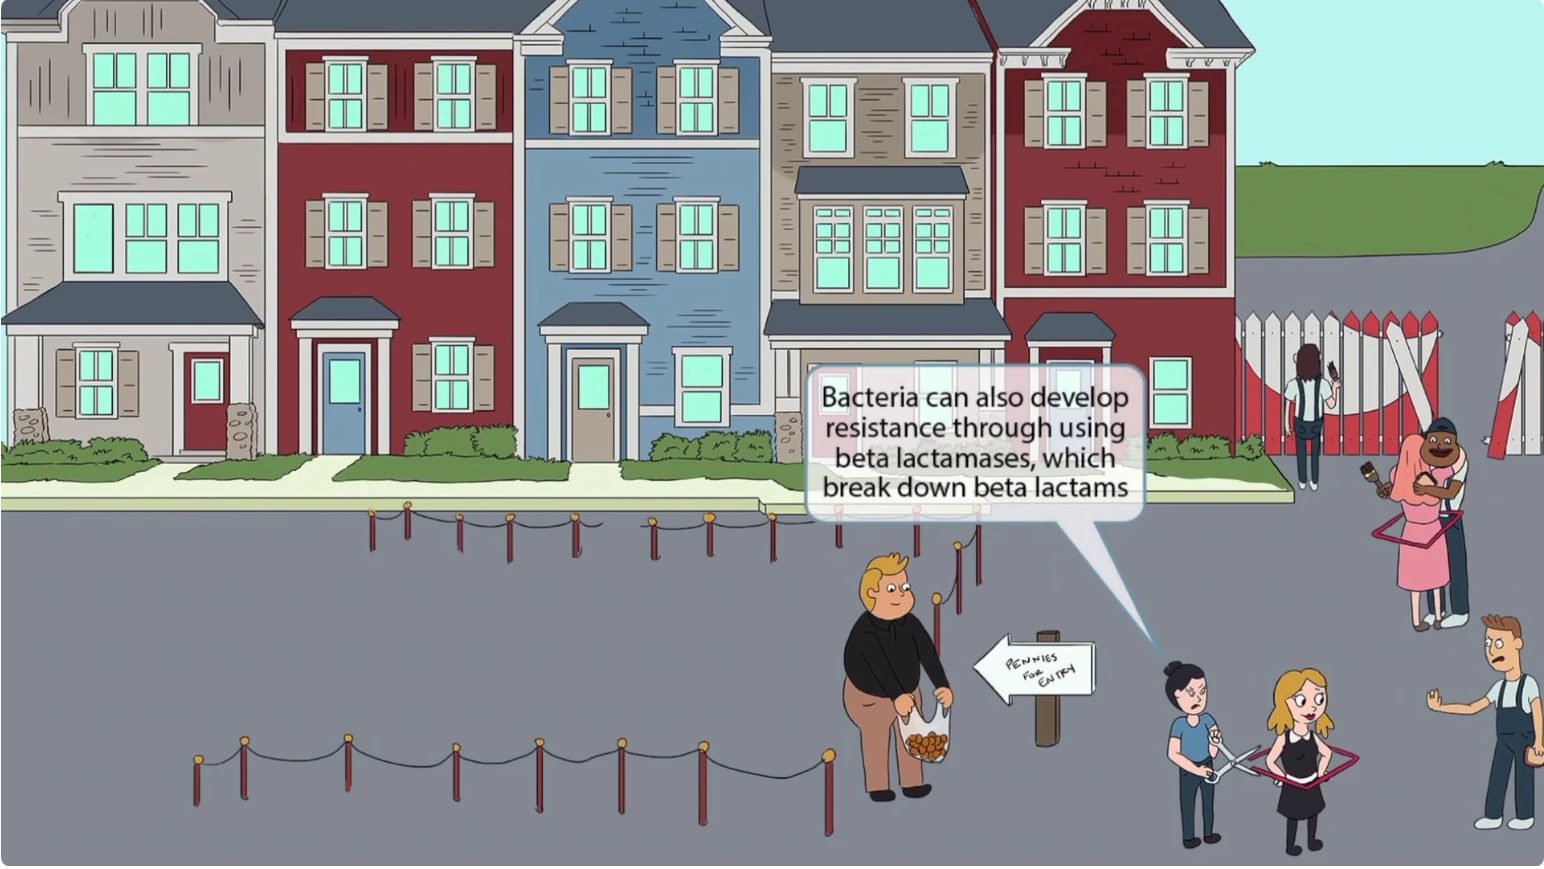 Bacteria can also develop
resistance through using
beta lactamases, which
break down beta lactams
PENNIES
FOR
ENTRY